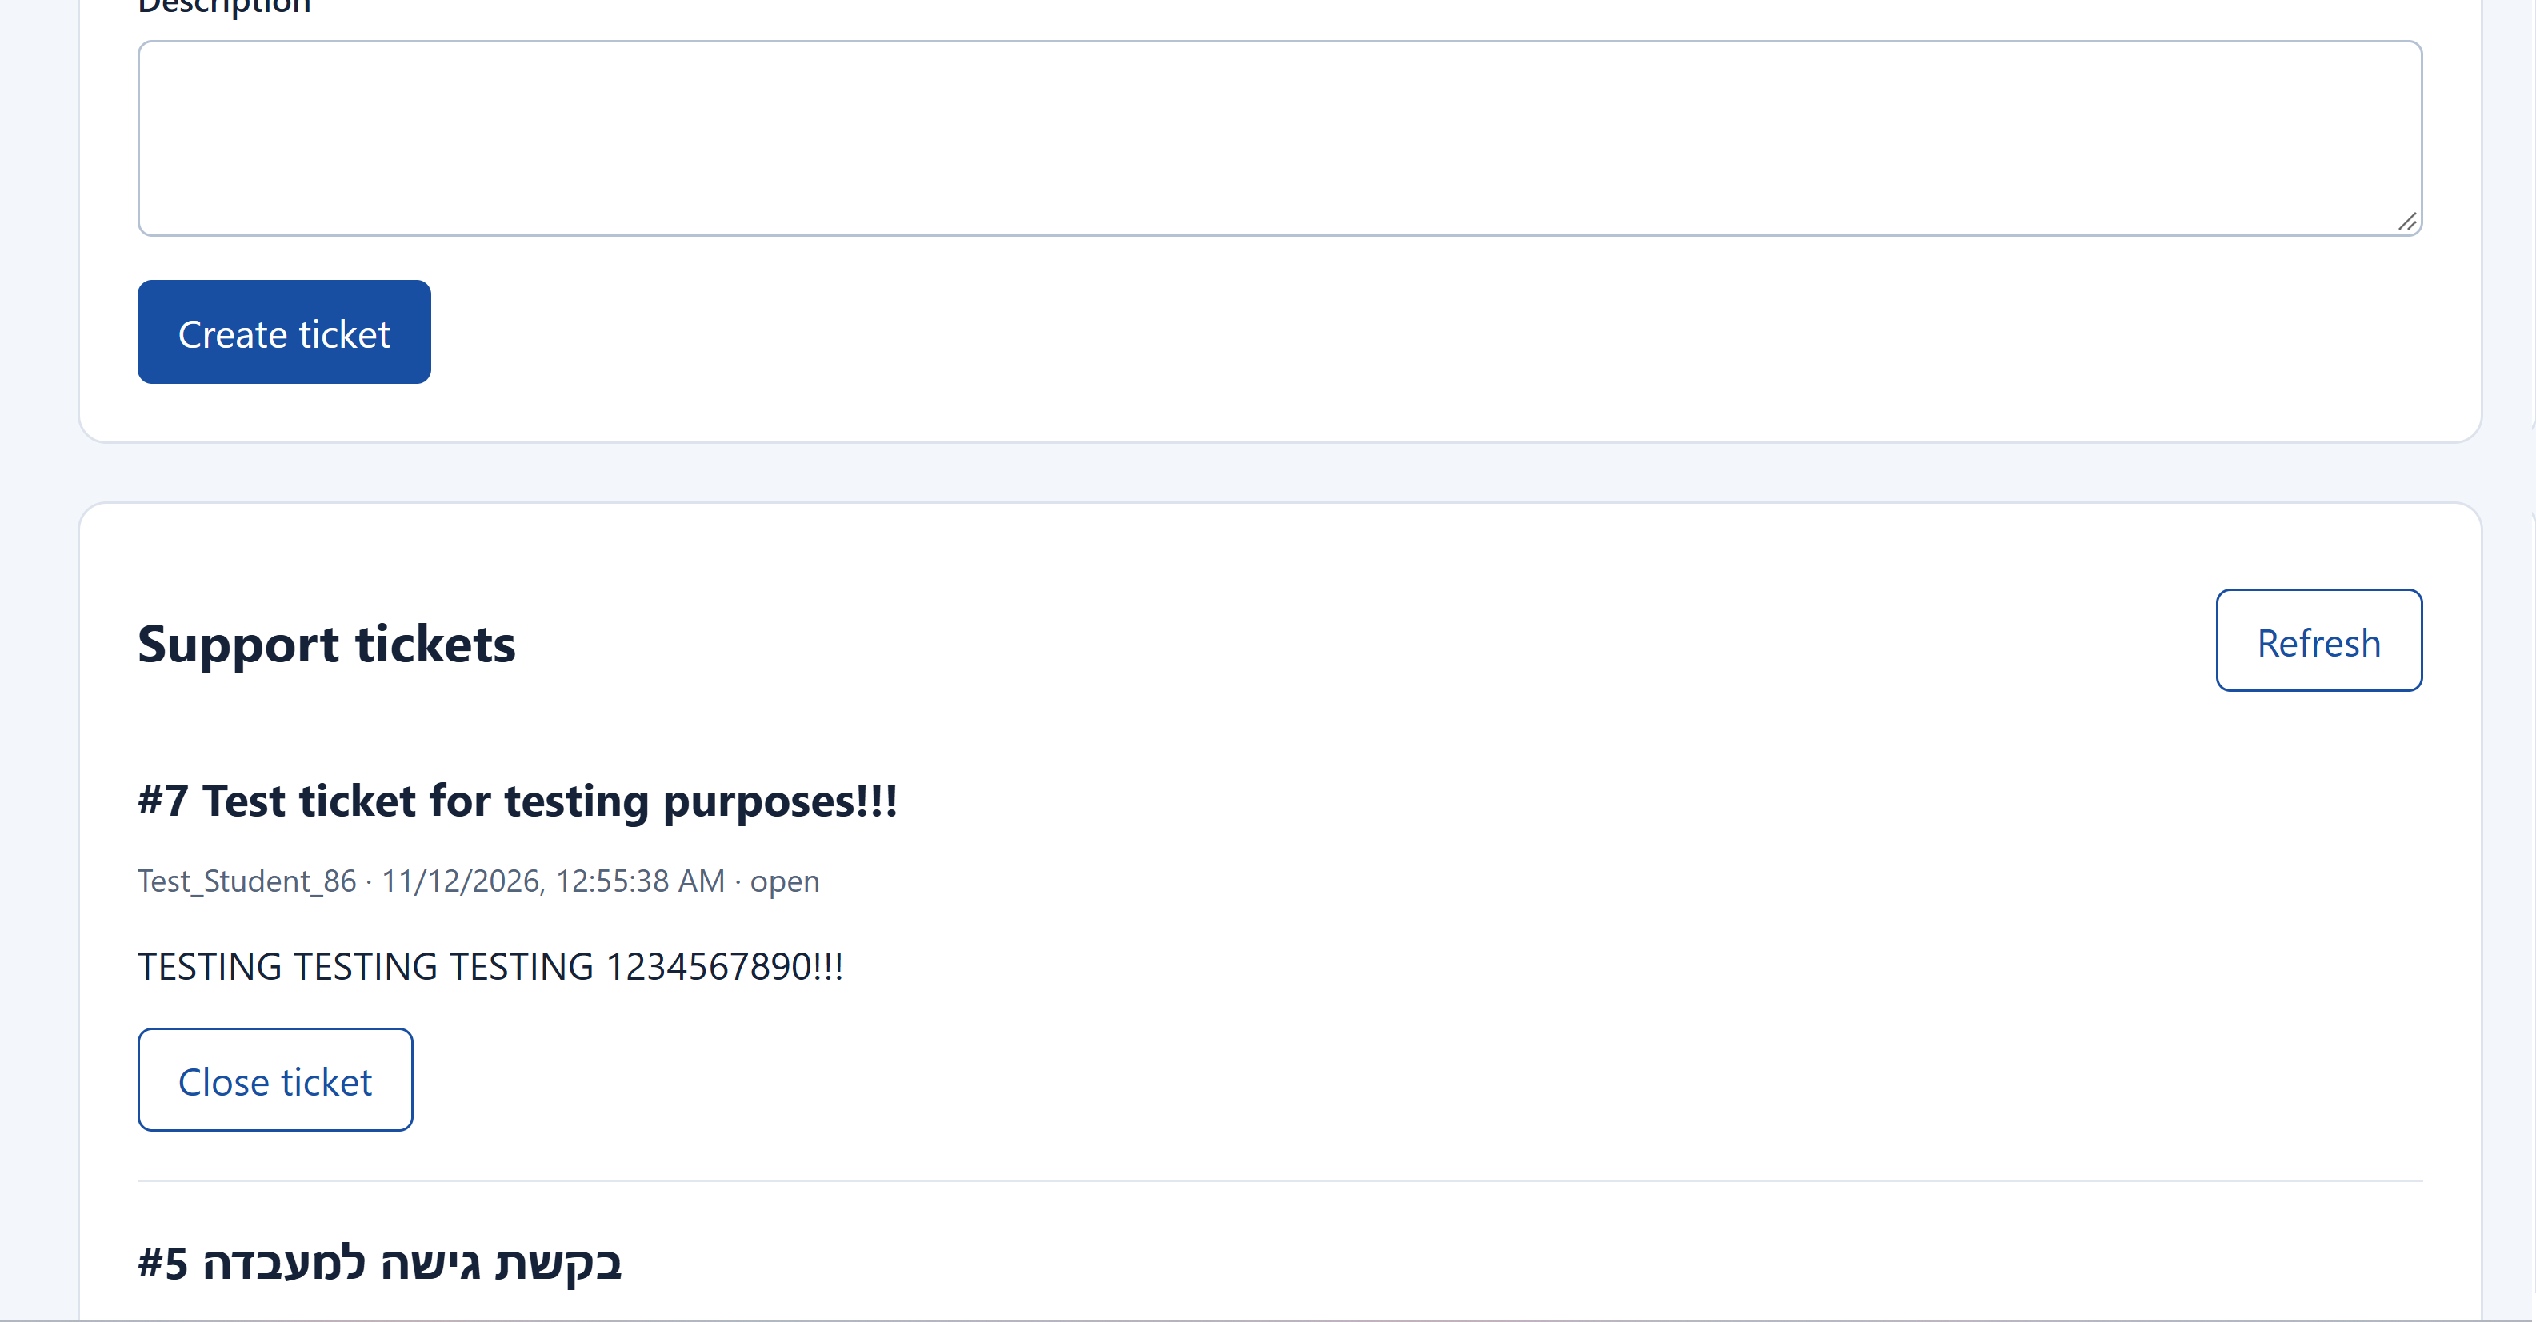 Description
Create ticket
Support tickets
Refresh
#7 Test ticket for testing purposes!!!
Test_Student_86 · 11/12/2026, 12:55:38 AM · open
TESTING TESTING TESTING 1234567890!!!
Close ticket
#5 בקשת גישה למעבדה